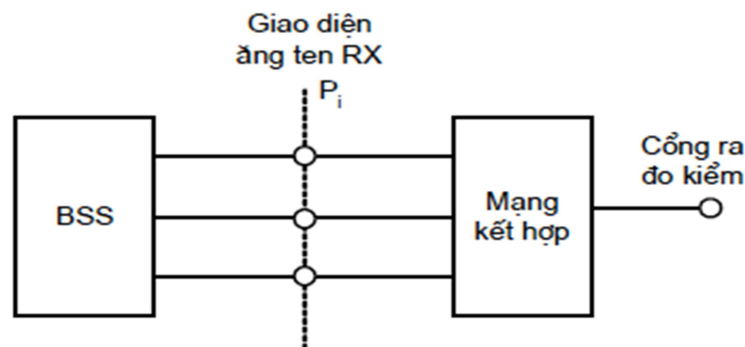 Giao diện
ăng ten RX
Pi
BSS
Mạng
kết hợp
Cổng ra
đo kiểm